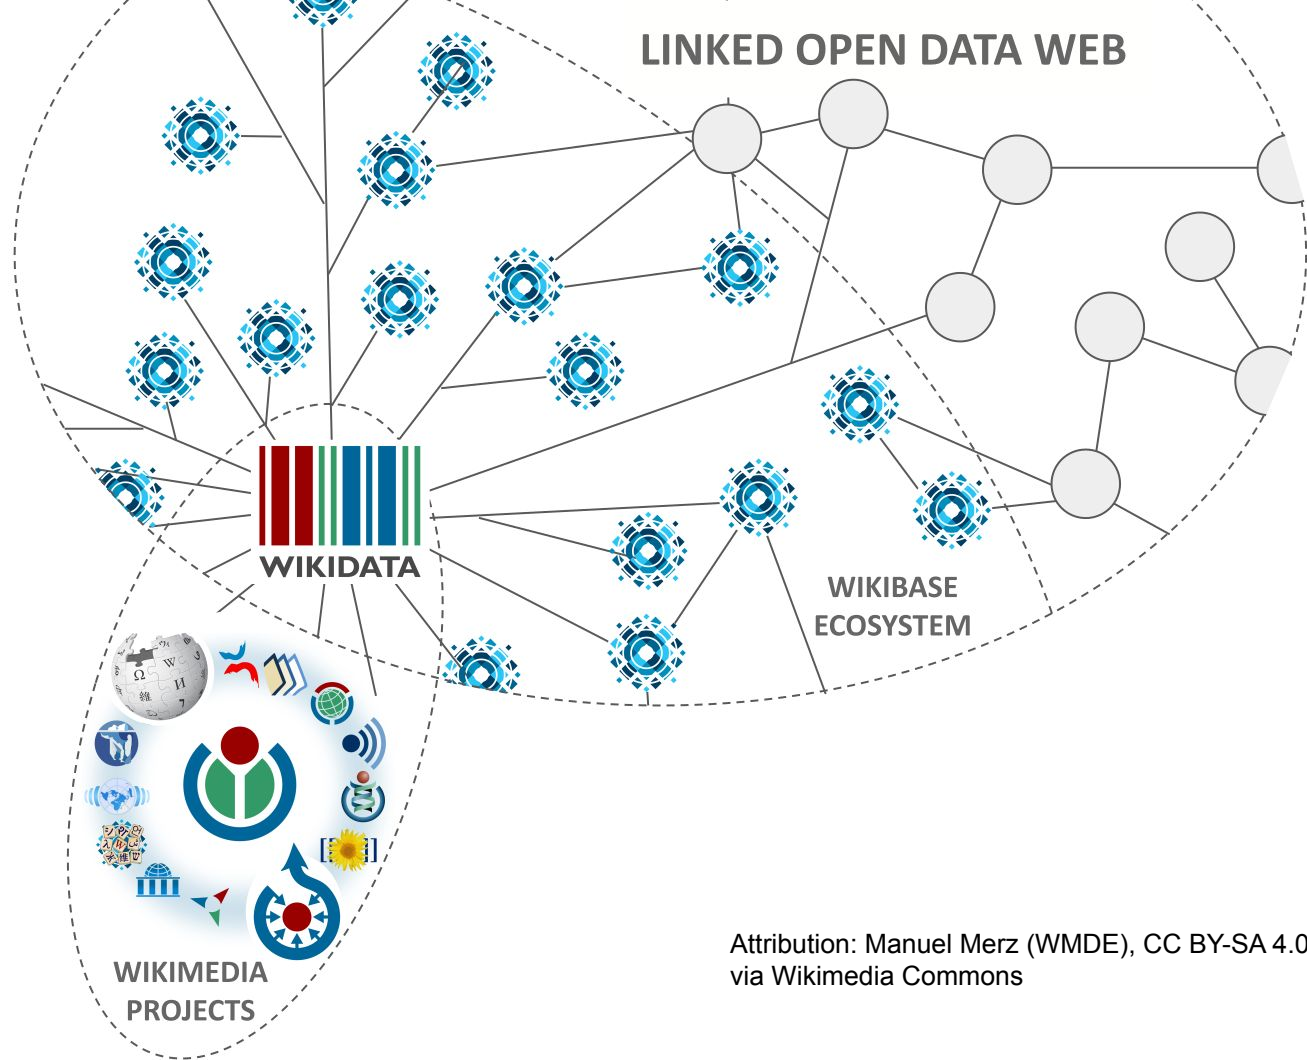 LINKED OPEN DATA WEB
WIKIDATA
WIKIBASE
ECOSYSTEM
WIKIMEDIA
PROJECTS
Attribution: Manuel Merz (WMDE), CC BY-SA 4.0
via Wikimedia Commons